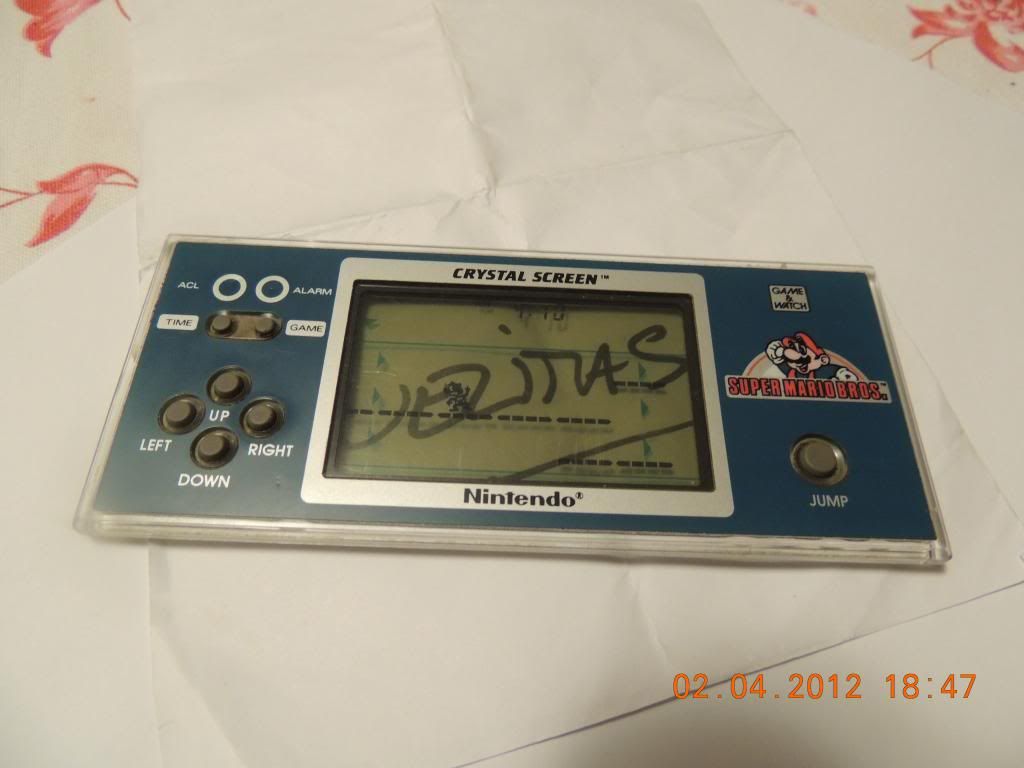 CRYSTAL SCREEN™
ACL
ALARM
TIME
GAME
GAME
&
WATCH
SUPER MARIO BROS.™
UP
LEFT
RIGHT
DOWN
JUMP
Nintendo®
02.04.2012 18:47